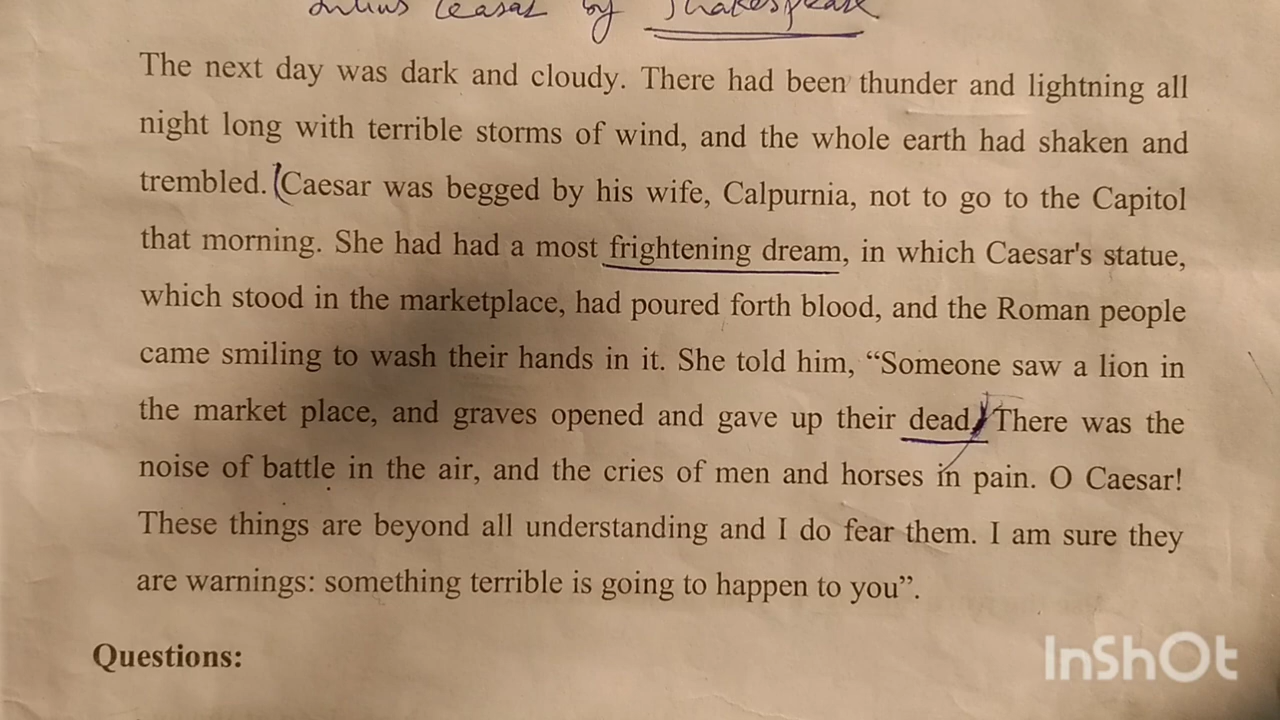 Julius Ceasar by Shakespeare
The next day was dark and cloudy. There had been thunder and lightning all
night long with terrible storms of wind, and the whole earth had shaken and
trembled. (Caesar was begged by his wife, Calpurnia, not to go to the Capitol
that morning. She had had a most frightening dream, in which Caesar's statue,
which stood in the marketplace, had poured forth blood, and the Roman people
came smiling to wash their hands in it. She told him, “Someone saw a lion in
the market place, and graves opened and gave up their dead.) There was the
noise of battle in the air, and the cries of men and horses in pain. O Caesar!
These things are beyond all understanding and I do fear them. I am sure they
are warnings: something terrible is going to happen to you”.
Questions:
InShOt